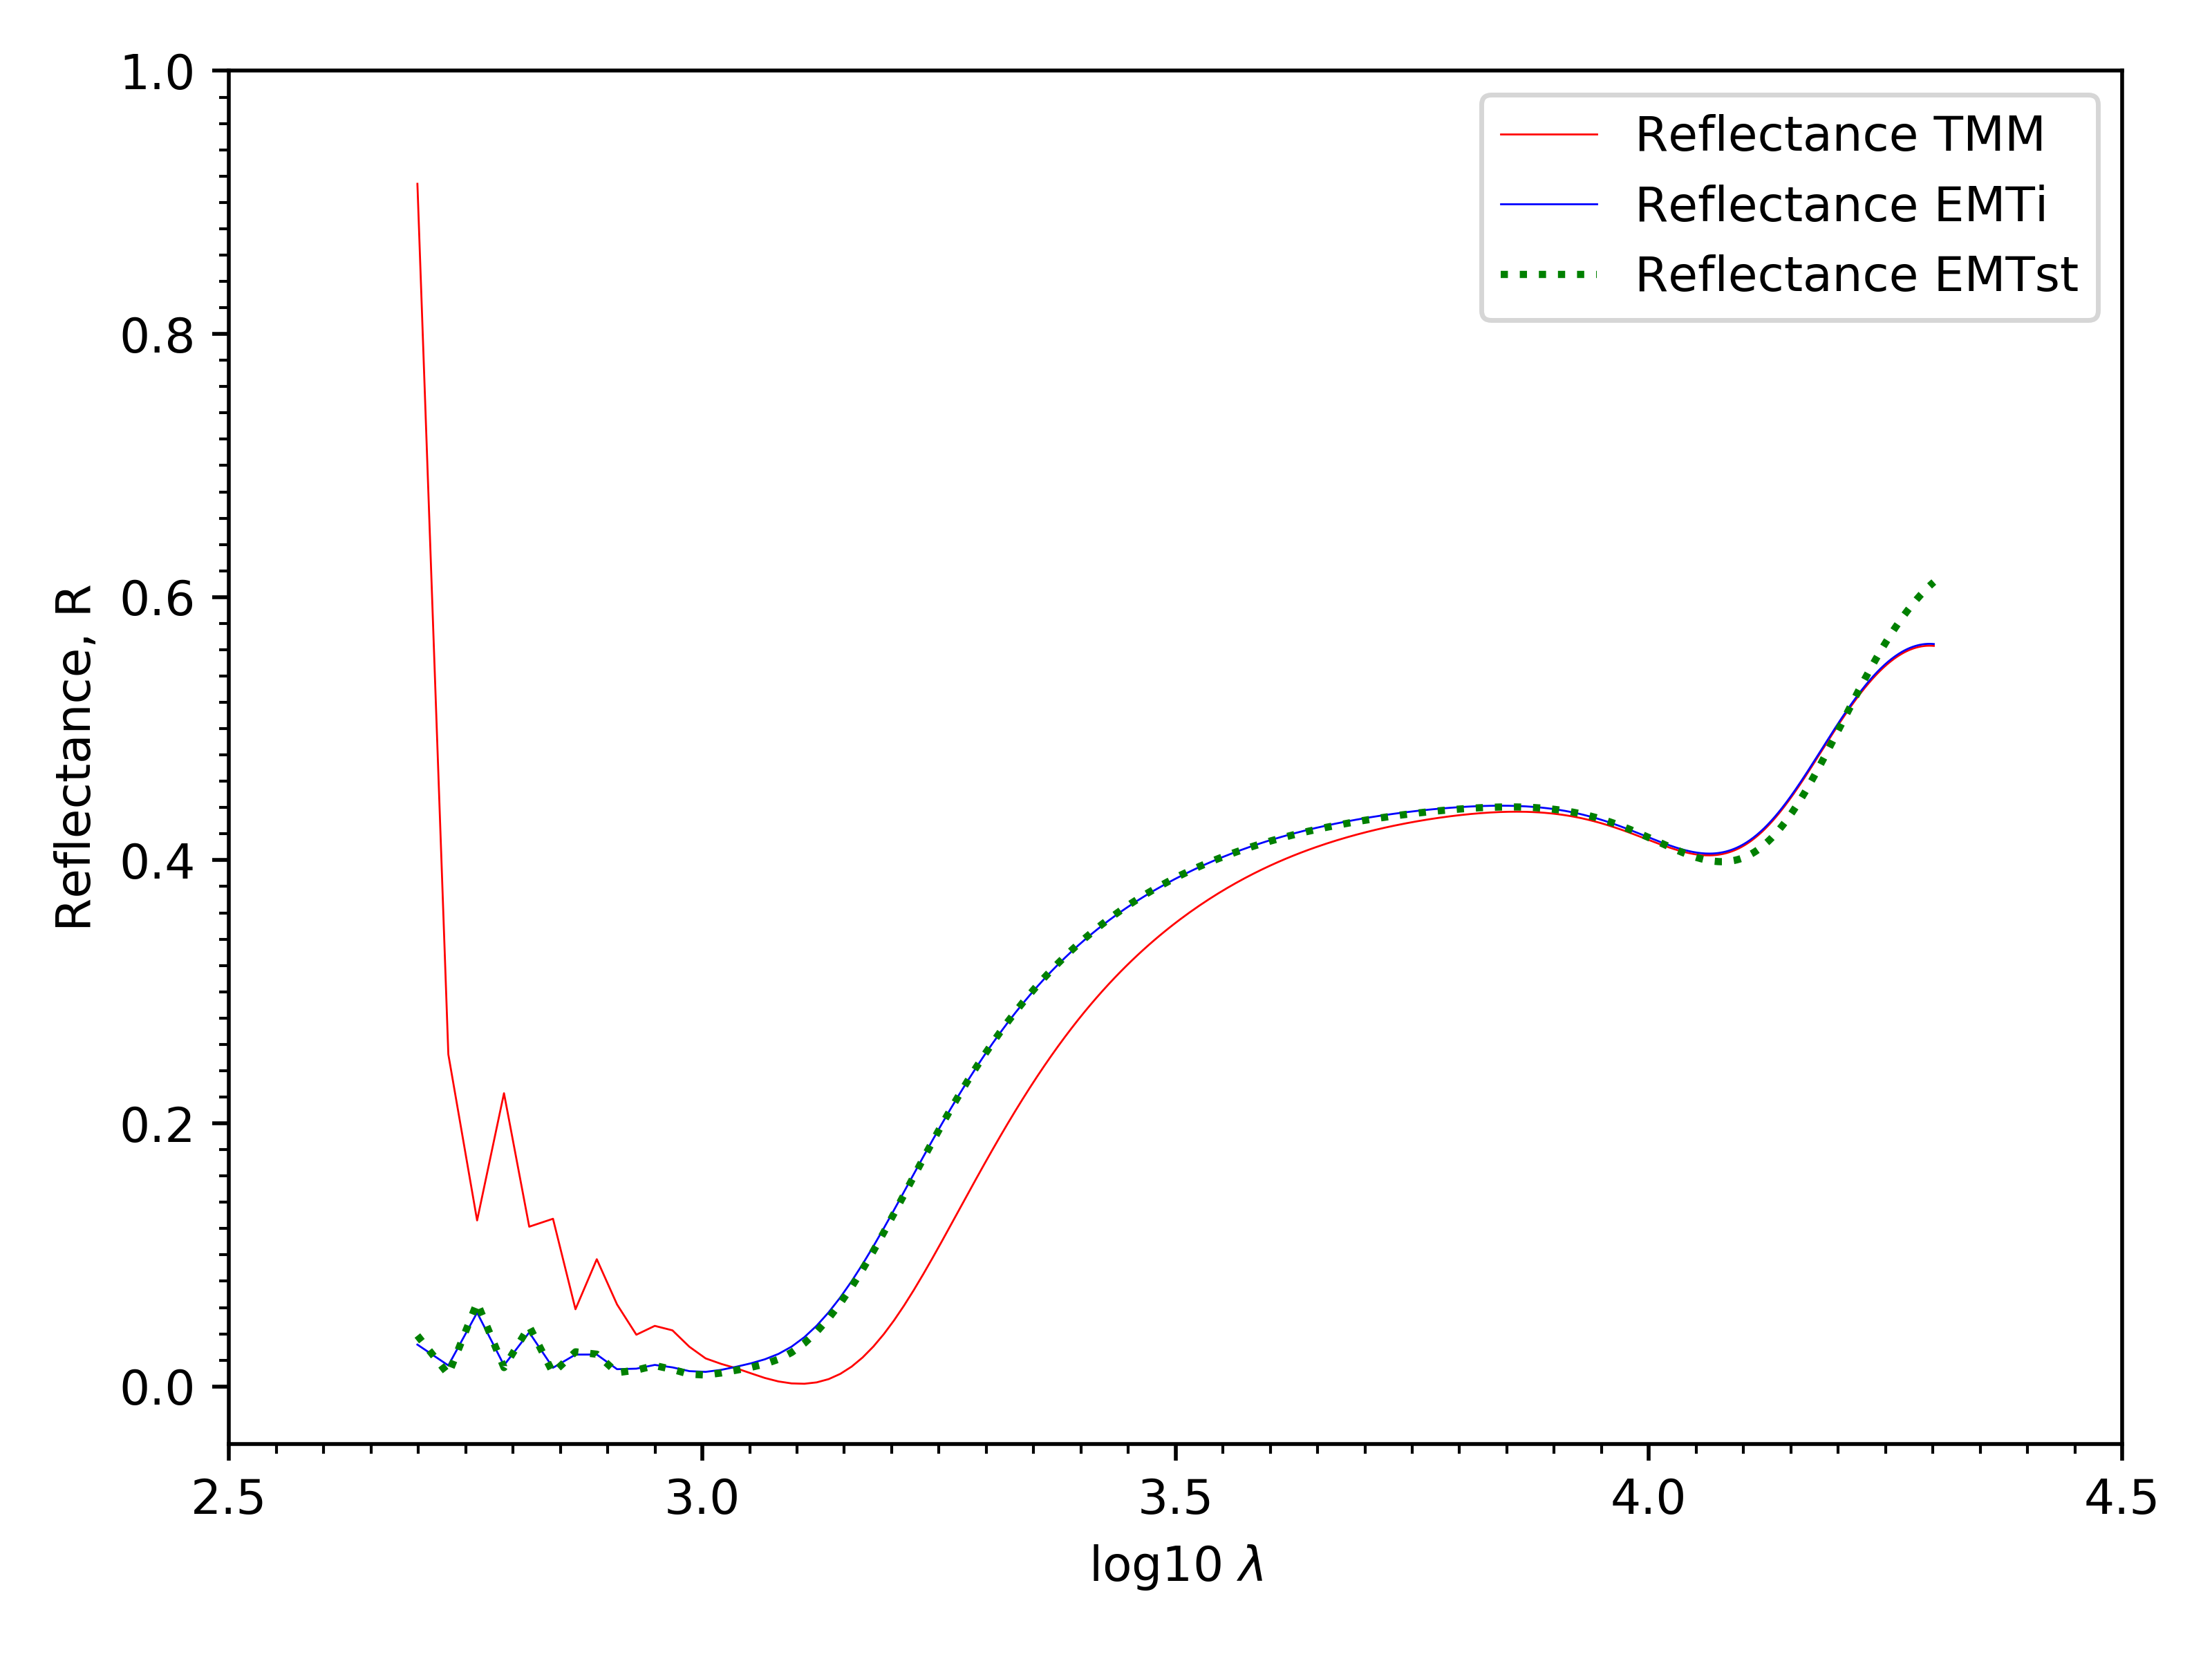 Reflectance TMM
Reflectance EMTi
Reflectance EMTst
Reflectance, R
1.0
0.8
0.6
0.4
0.2
0.0
2.5 3.0 3.5 4.0 4.5
log10 λ